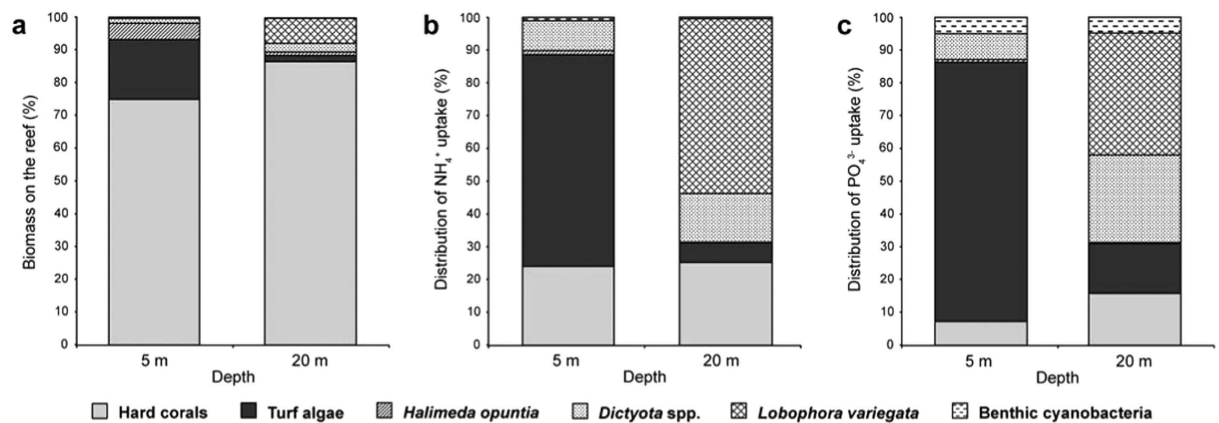 a
100
90
80
70
60
50
40
30
20
10
0
Biomass on the reef (%)
5 m
20 m
Depth
b
100
90
80
70
60
50
40
30
20
10
0
Distribution of NH₄⁺ uptake (%)
5 m
20 m
Depth
c
100
90
80
70
60
50
40
30
20
10
0
Distribution of PO₄³⁻ uptake (%)
5 m
20 m
Depth
Hard corals Turf algae Halimeda opuntia Dictyota spp. Lobophora variegata Benthic cyanobacteria